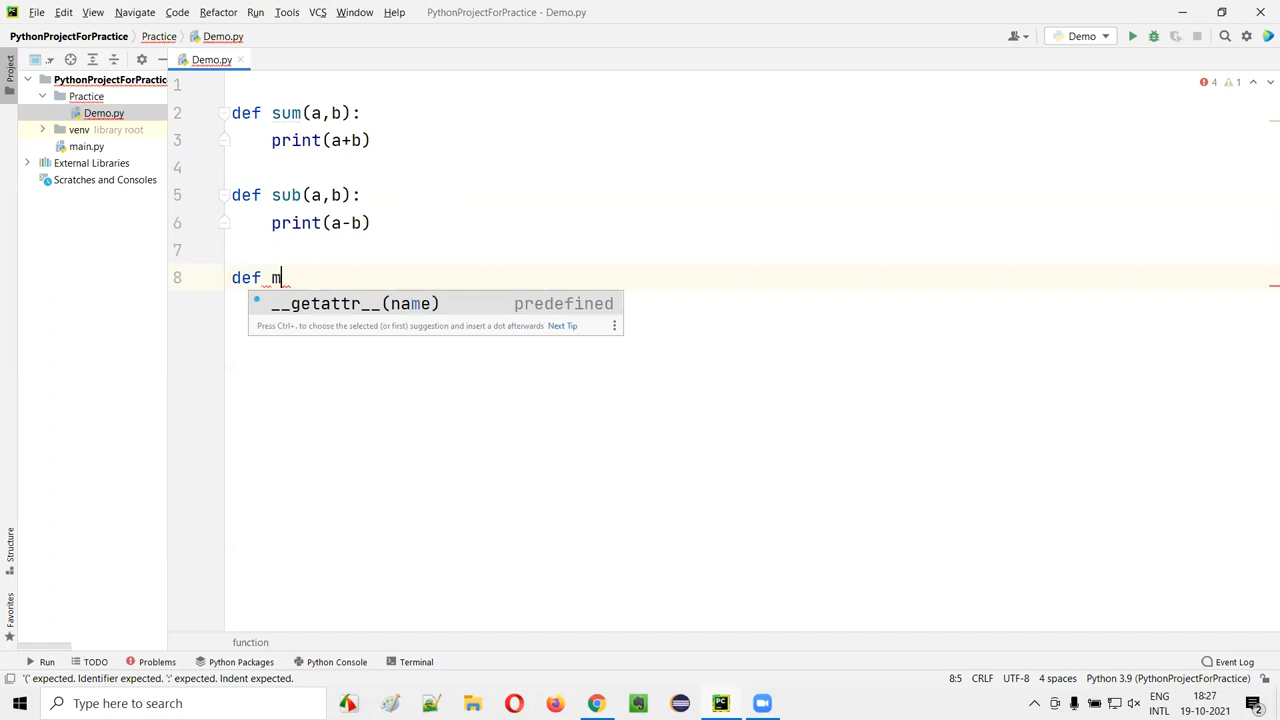 File Edit View Navigate Code Refactor Run Tools VCS Window Help PythonProjectForPractice - Demo.py
PythonProjectForPractice Practice Demo.py Demo
Project
Demo.py
PythonProjectForPractic
Practice
Demo.py
venv library root
main.py
External Libraries
Scratches and Consoles
4 1
1
2 def sum(a,b):
3 print(a+b)
4
5 def sub(a,b):
6 print(a-b)
7
8 def m
__getattr__(name) predefined
Press Ctrl+. to choose the selected (or first) suggestion and insert a dot afterwards Next Tip
Structure
Favorites
function
Run TODO Problems Python Packages Python Console Terminal Event Log
'(' expected. Identifier expected. ':' expected. Indent expected. 8:5 CRLF UTF-8 4 spaces Python 3.9 (PythonProjectForPractice)
Type here to search
PC
ENG
INTL
18:27
19-10-2021
2